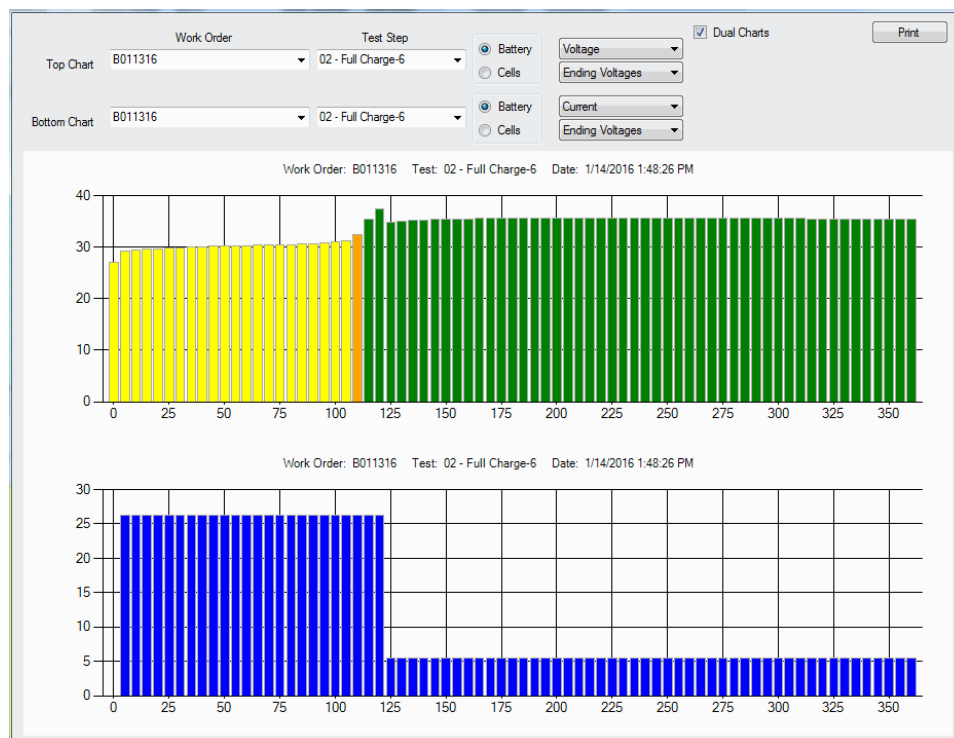 Work Order Test Step Dual Charts Print
Top Chart B011316 02 - Full Charge-6 Battery Voltage
Cells Ending Voltages
Bottom Chart B011316 02 - Full Charge-6 Battery Current
Cells Ending Voltages
Work Order: B011316 Test: 02 - Full Charge-6 Date: 1/14/2016 1:48:26 PM
40
30
20
10
0
0 25 50 75 100 125 150 175 200 225 250 275 300 325 350
Work Order: B011316 Test: 02 - Full Charge-6 Date: 1/14/2016 1:48:26 PM
30
25
20
15
10
5
0
0 25 50 75 100 125 150 175 200 225 250 275 300 325 350